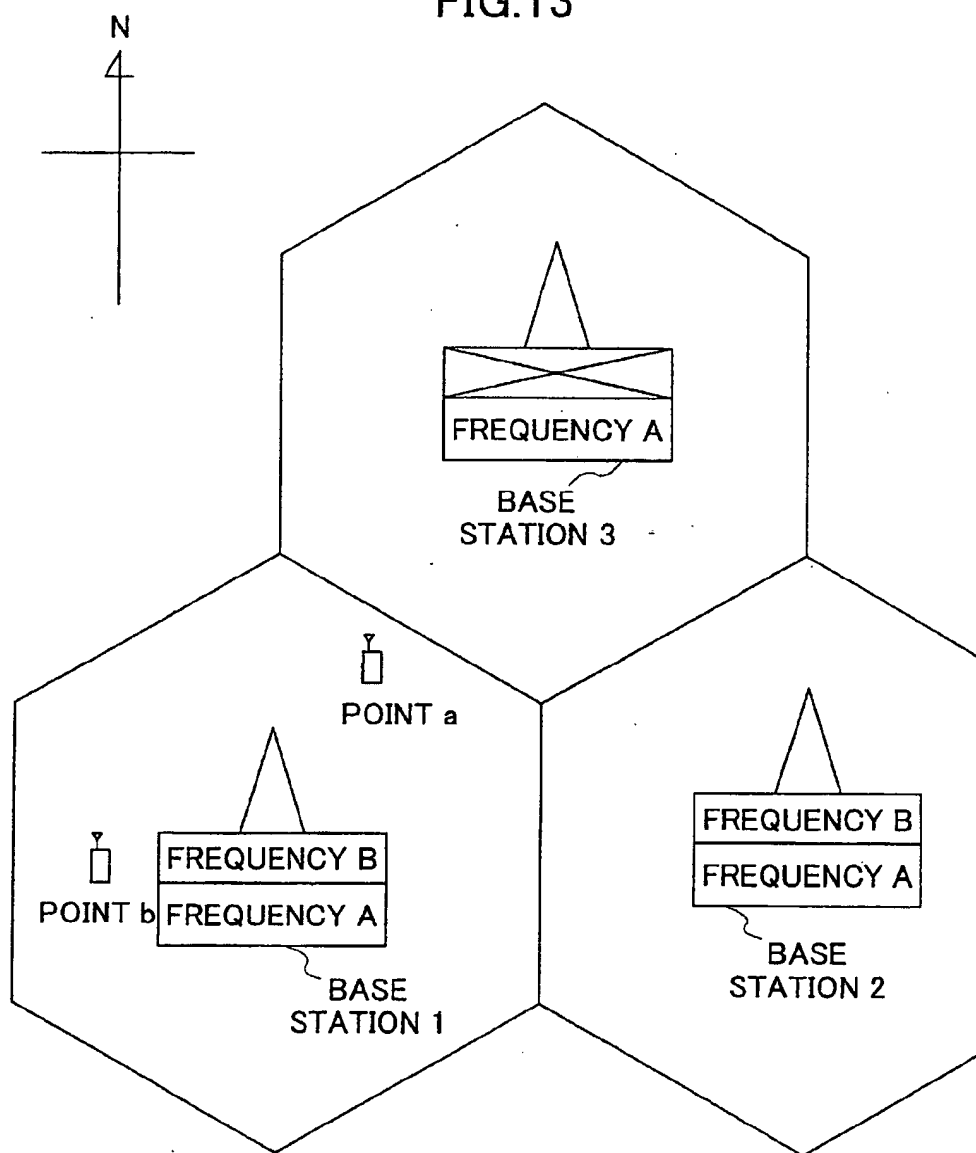 FIG.13
N
FREQUENCY A
BASE
STATION 3
POINT a
FREQUENCY B
FREQUENCY A
POINT b
BASE
STATION 1
FREQUENCY B
FREQUENCY A
BASE
STATION 2